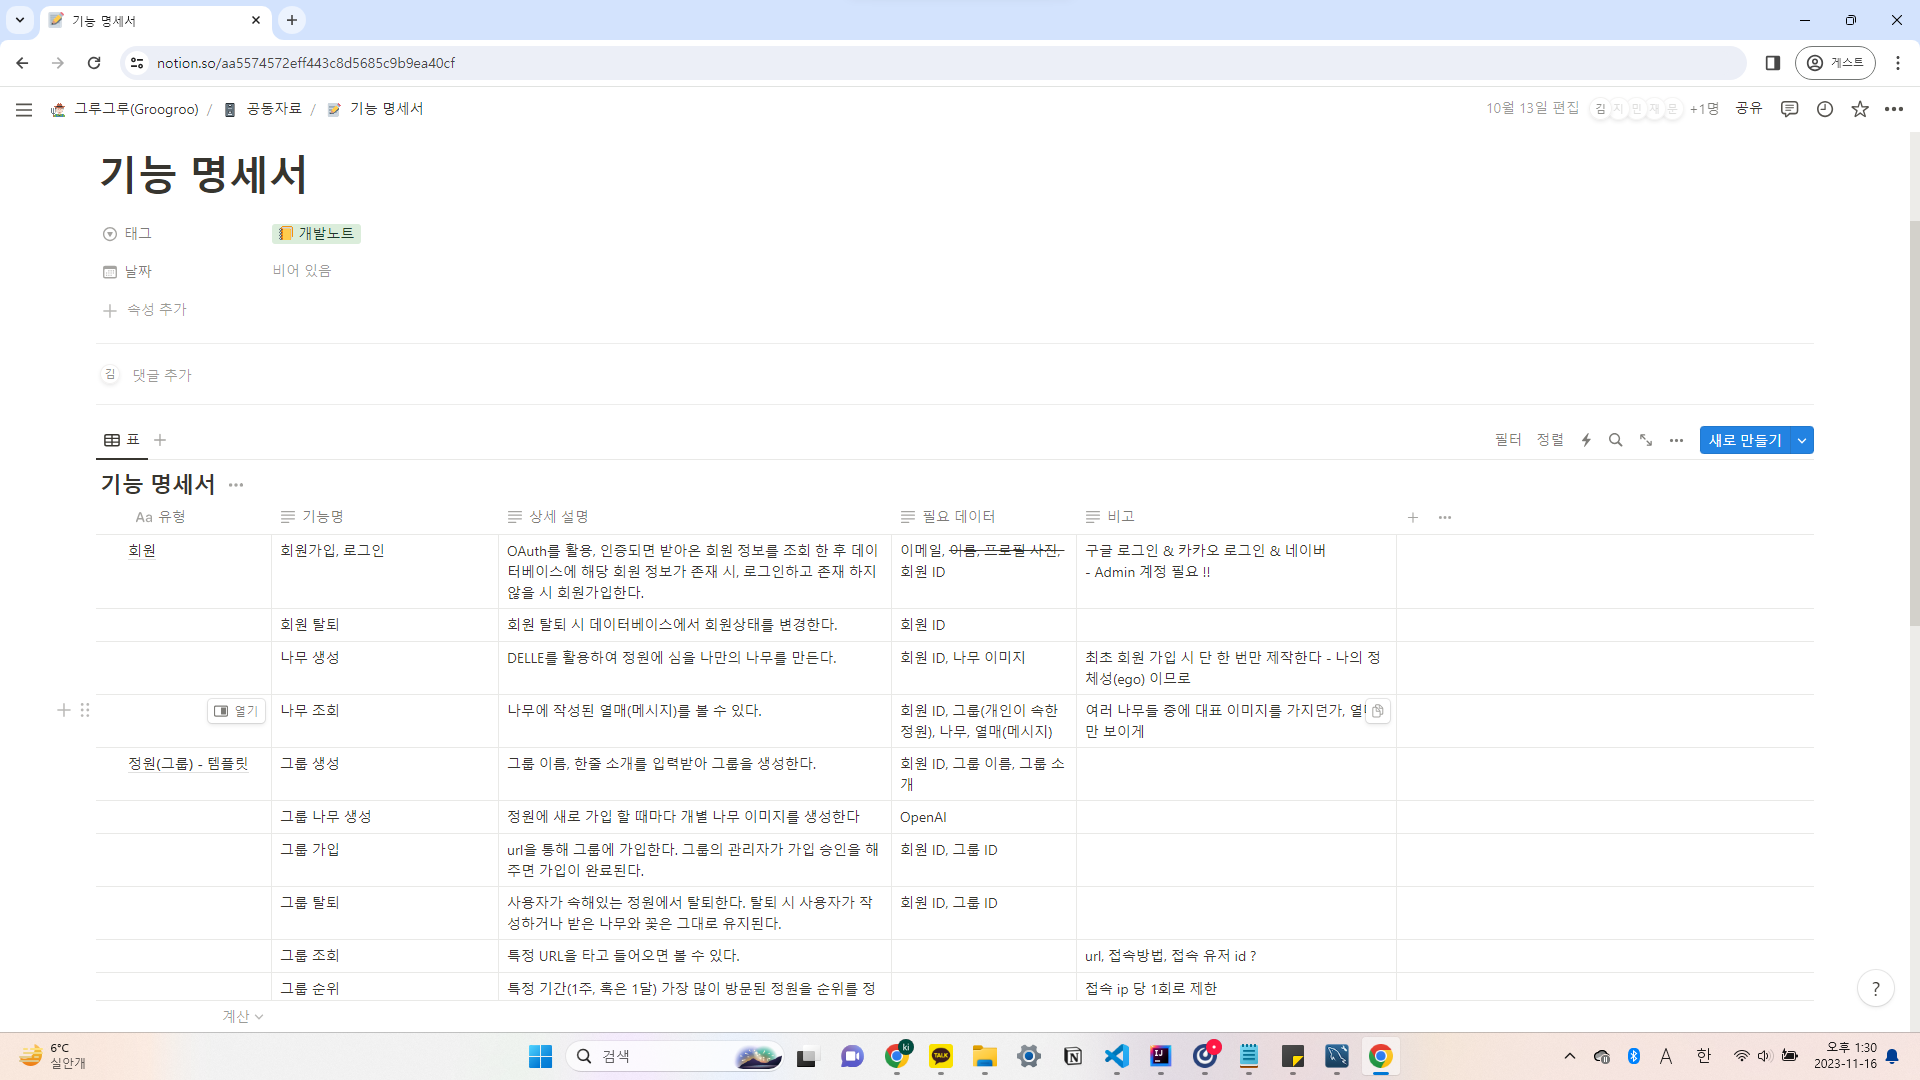 기능 명세서
notion.so/aa5574572eff443c8d5685c9b9ea40cf
게스트
그루그루(Groogroo) / 공동자료 / 기능 명세서
10월 13일 편집 김 지 민 재 문 +1명 공유
기능 명세서
태그 개발노트
날짜 비어 있음
속성 추가
김 댓글 추가
표
필터 정렬 새로 만들기
기능 명세서
Aa 유형 기능명 상세 설명 필요 데이터 비고
회원 회원가입, 로그인
OAuth를 활용, 인증되면 받아온 회원 정보를 조회 한 후 데이
터베이스에 해당 회원 정보가 존재 시, 로그인하고 존재 하지
않을 시 회원가입한다.
이메일, 이름, 프로필 사진,
회원 ID
구글 로그인 & 카카오 로그인 & 네이버
- Admin 계정 필요 !!
회원 탈퇴 회원 탈퇴 시 데이터베이스에서 회원상태를 변경한다. 회원 ID
나무 생성 DELLE를 활용하여 정원에 심을 나만의 나무를 만든다. 회원 ID, 나무 이미지
최초 회원 가입 시 단 한 번만 제작한다 - 나의 정
체성(ego) 이므로
열기 나무 조회 나무에 작성된 열매(메시지)를 볼 수 있다.
회원 ID, 그룹(개인이 속한
정원), 나무, 열매(메시지)
여러 나무들 중에 대표 이미지를 가지던가, 열
만 보이게
정원(그룹) - 템플릿 그룹 생성 그룹 이름, 한줄 소개를 입력받아 그룹을 생성한다.
회원 ID, 그룹 이름, 그룹 소
개
그룹 나무 생성 정원에 새로 가입 할 때마다 개별 나무 이미지를 생성한다 OpenAI
그룹 가입
url을 통해 그룹에 가입한다. 그룹의 관리자가 가입 승인을 해
주면 가입이 완료된다.
회원 ID, 그룹 ID
그룹 탈퇴
사용자가 속해있는 정원에서 탈퇴한다. 탈퇴 시 사용자가 작
성하거나 받은 나무와 꽃은 그대로 유지된다.
회원 ID, 그룹 ID
그룹 조회 특정 URL을 타고 들어오면 볼 수 있다. url, 접속방법, 접속 유저 id ?
그룹 순위 특정 기간(1주, 혹은 1달) 가장 많이 방문된 정원을 순위를 정 접속 ip 당 1회로 제한
계산
?
6°C
실안개
검색
ki
TALK
A 한
오후 1:30
2023-11-16